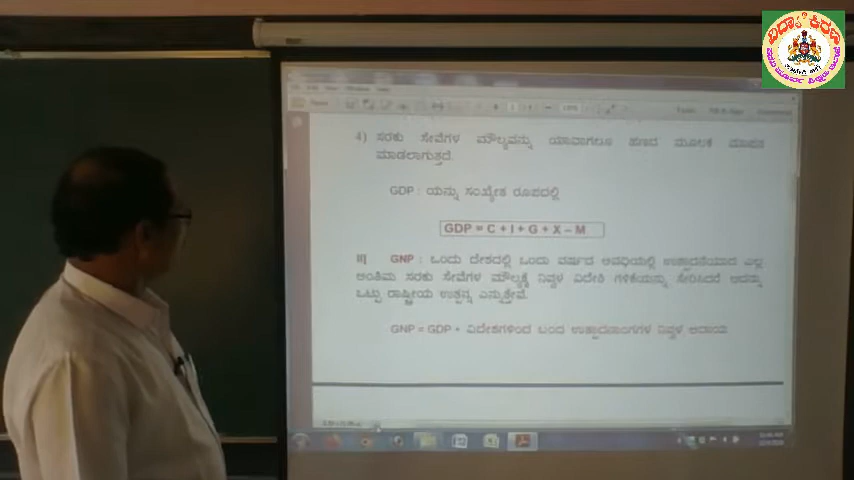 ವಿದ್ಯಾ ಕಿರಣ
4) ಸರಕು ಸೇವೆಗಳ ಮೌಲ್ಯವನ್ನು ಯಾವಾಗಲೂ ಹಣದ ಮೂಲಕ ಮಾಪನ
ಮಾಡಲಾಗುತ್ತದೆ.
GDP : ಯನ್ನು ಸಂಖ್ಯೇತ ರೂಪದಲ್ಲಿ
GDP = C + I + G + X – M
II] GNP : ಒಂದು ದೇಶದಲ್ಲಿ ಒಂದು ವರ್ಷದ ಅವಧಿಯಲ್ಲಿ ಉತ್ಪಾದನೆಯಾದ ಎಲ್ಲ
ಅಂತಿಮ ಸರಕು ಸೇವೆಗಳ ಮೌಲ್ಯಕ್ಕೆ ನಿವ್ವಳ ವಿದೇಶಿ ಗಳಿಕೆಯನ್ನು ಸೇರಿಸಿದರೆ ಅದನ್ನು
ಒಟ್ಟು ರಾಷ್ಟ್ರೀಯ ಉತ್ಪನ್ನ ಎನ್ನುತ್ತೇವೆ.
GNP = GDP + ವಿದೇಶಗಳಿಂದ ಬಂದ ಉತ್ಪಾದನಾಂಗಗಳ ನಿವ್ವಳ ಆದಾಯ